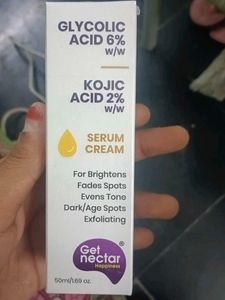 GLYCOLIC
ACID 6%
w/w
KOJIC
ACID 2%
w/w
SERUM
CREAM
For Brightens
Fades Spots
Evens Tone
Dark/Age Spots
Exfoliating
Get
nectar
Happiness
®
50ml/1.69 oz.